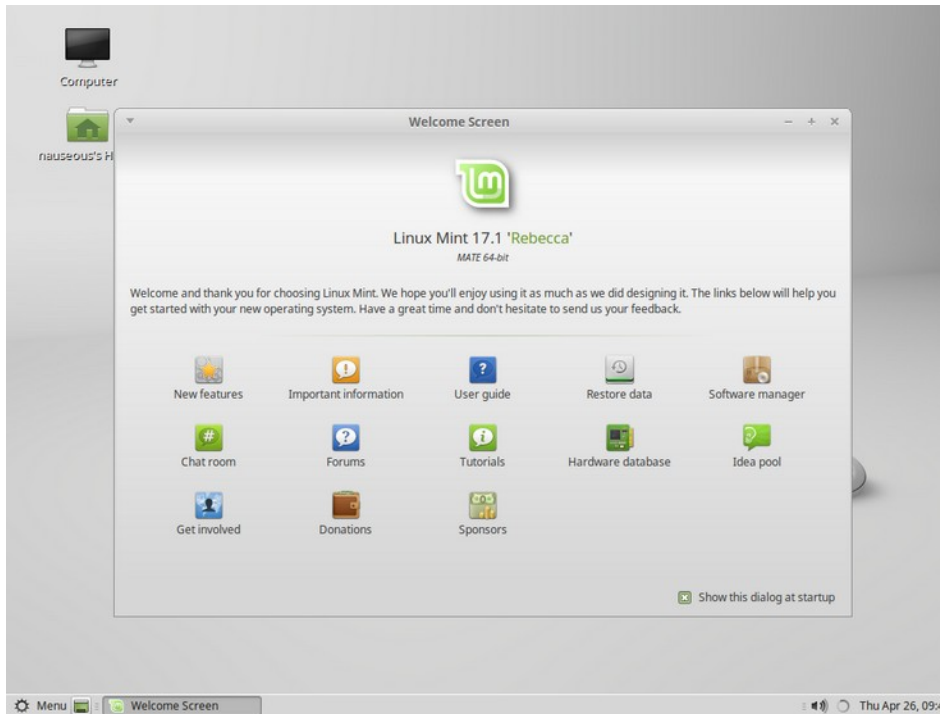 Computer
nauseous's H
Welcome Screen
Linux Mint 17.1 'Rebecca'
MATE 64-bit
Welcome and thank you for choosing Linux Mint. We hope you'll enjoy using it as much as we did designing it. The links below will help you
get started with your new operating system. Have a great time and don't hesitate to send us your feedback.
New features
Important information
User guide
Restore data
Software manager
Chat room
Forums
Tutorials
Hardware database
Idea pool
Get involved
Donations
Sponsors
Show this dialog at startup
Menu
Welcome Screen
Thu Apr 26, 09:4